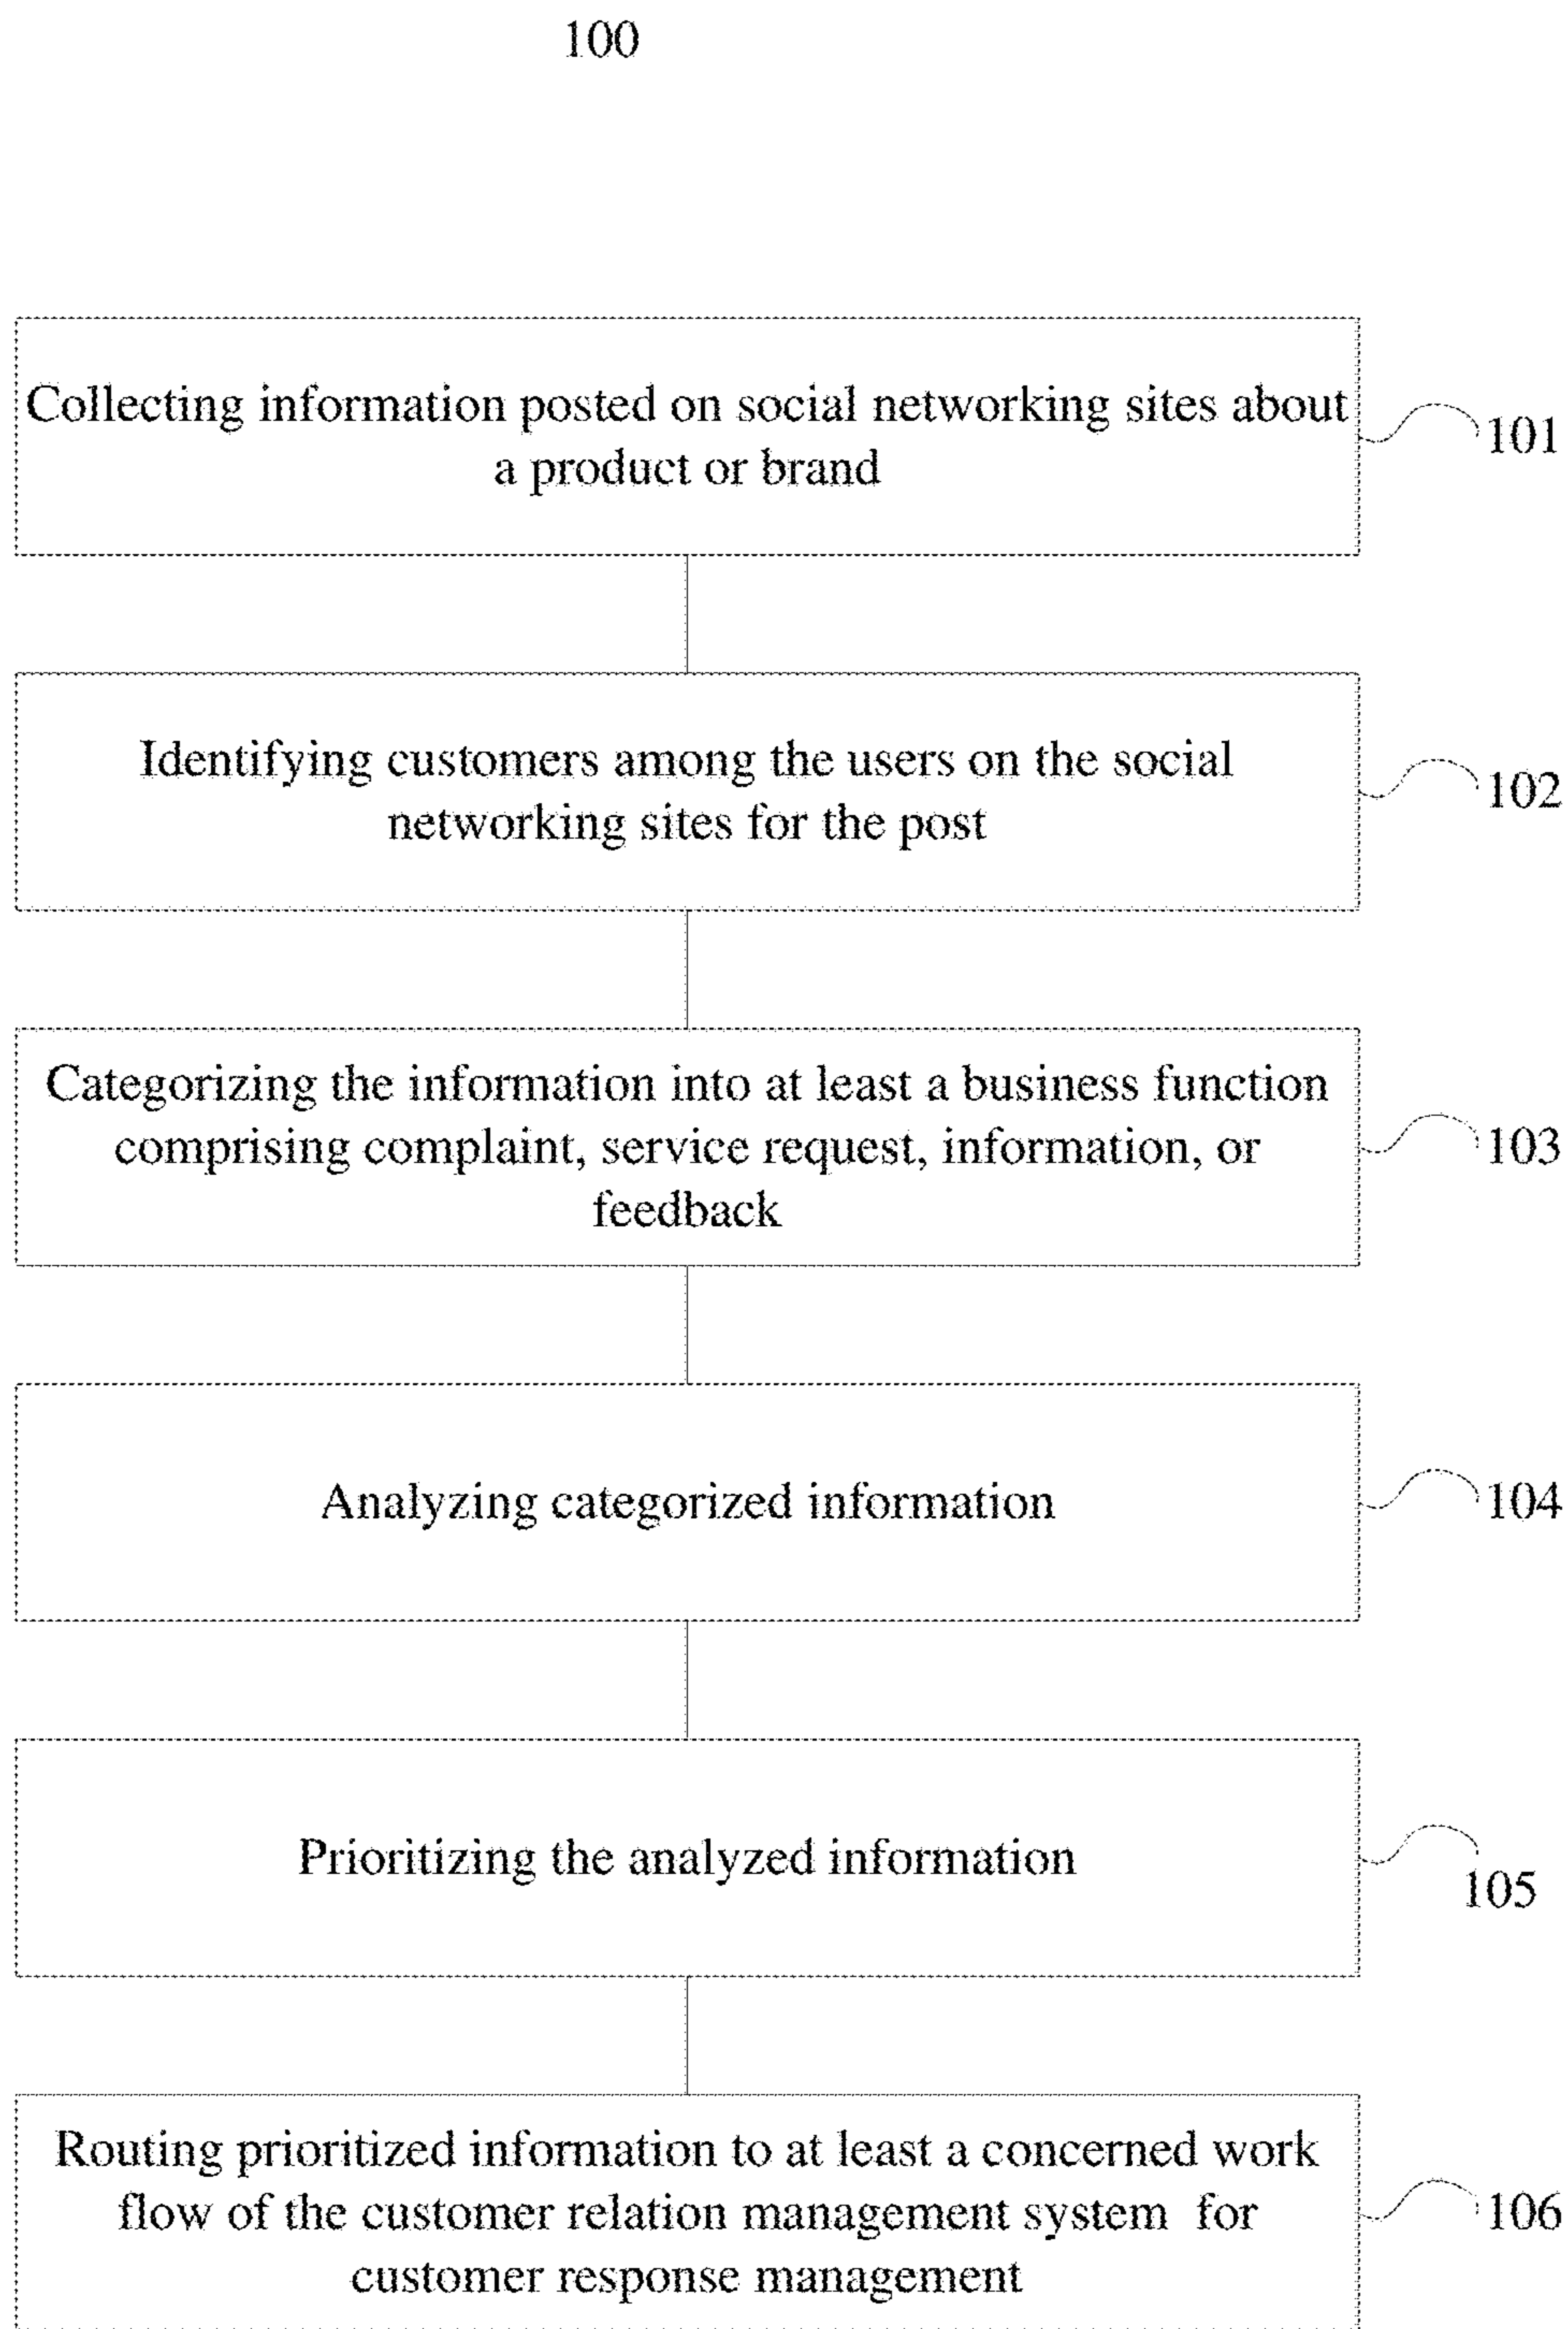 100
Collecting information posted on social networking sites about
a product or brand
101
Identifying customers among the users on the social
networking sites for the post
102
Categorizing the information into at least a business function
comprising complaint, service request, information, or
feedback
103
Analyzing categorized information
104
Prioritizing the analyzed information
105
Routing prioritized information to at least a concerned work
flow of the customer relation management system for
customer response management
106